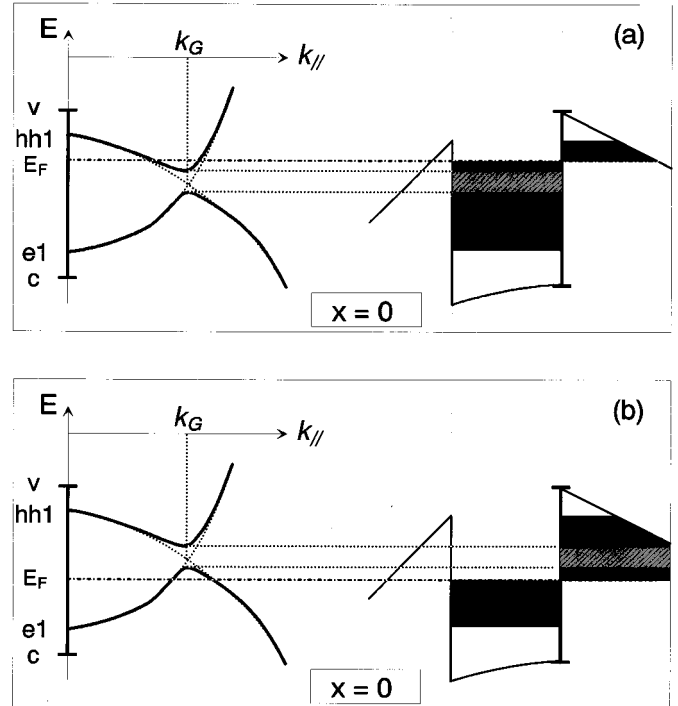 (a)
E
k_G
k_//
v
hh1
E_F
e1
c
x = 0
(b)
E
k_G
k_//
v
hh1
E_F
e1
c
x = 0